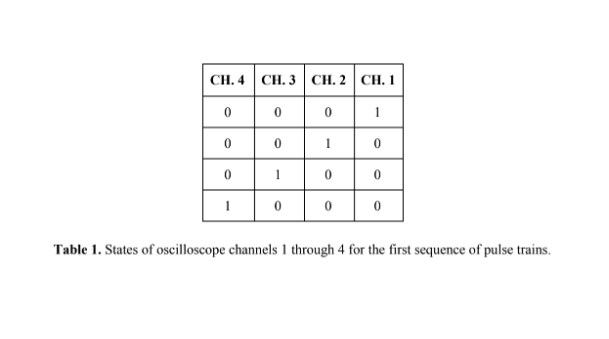 CH. 4 CH. 3 CH. 2 CH. 1
0 0 0 1
0 0 1 0
0 1 0 0
1 0 0 0
Table 1. States of oscilloscope channels 1 through 4 for the first sequence of pulse trains.